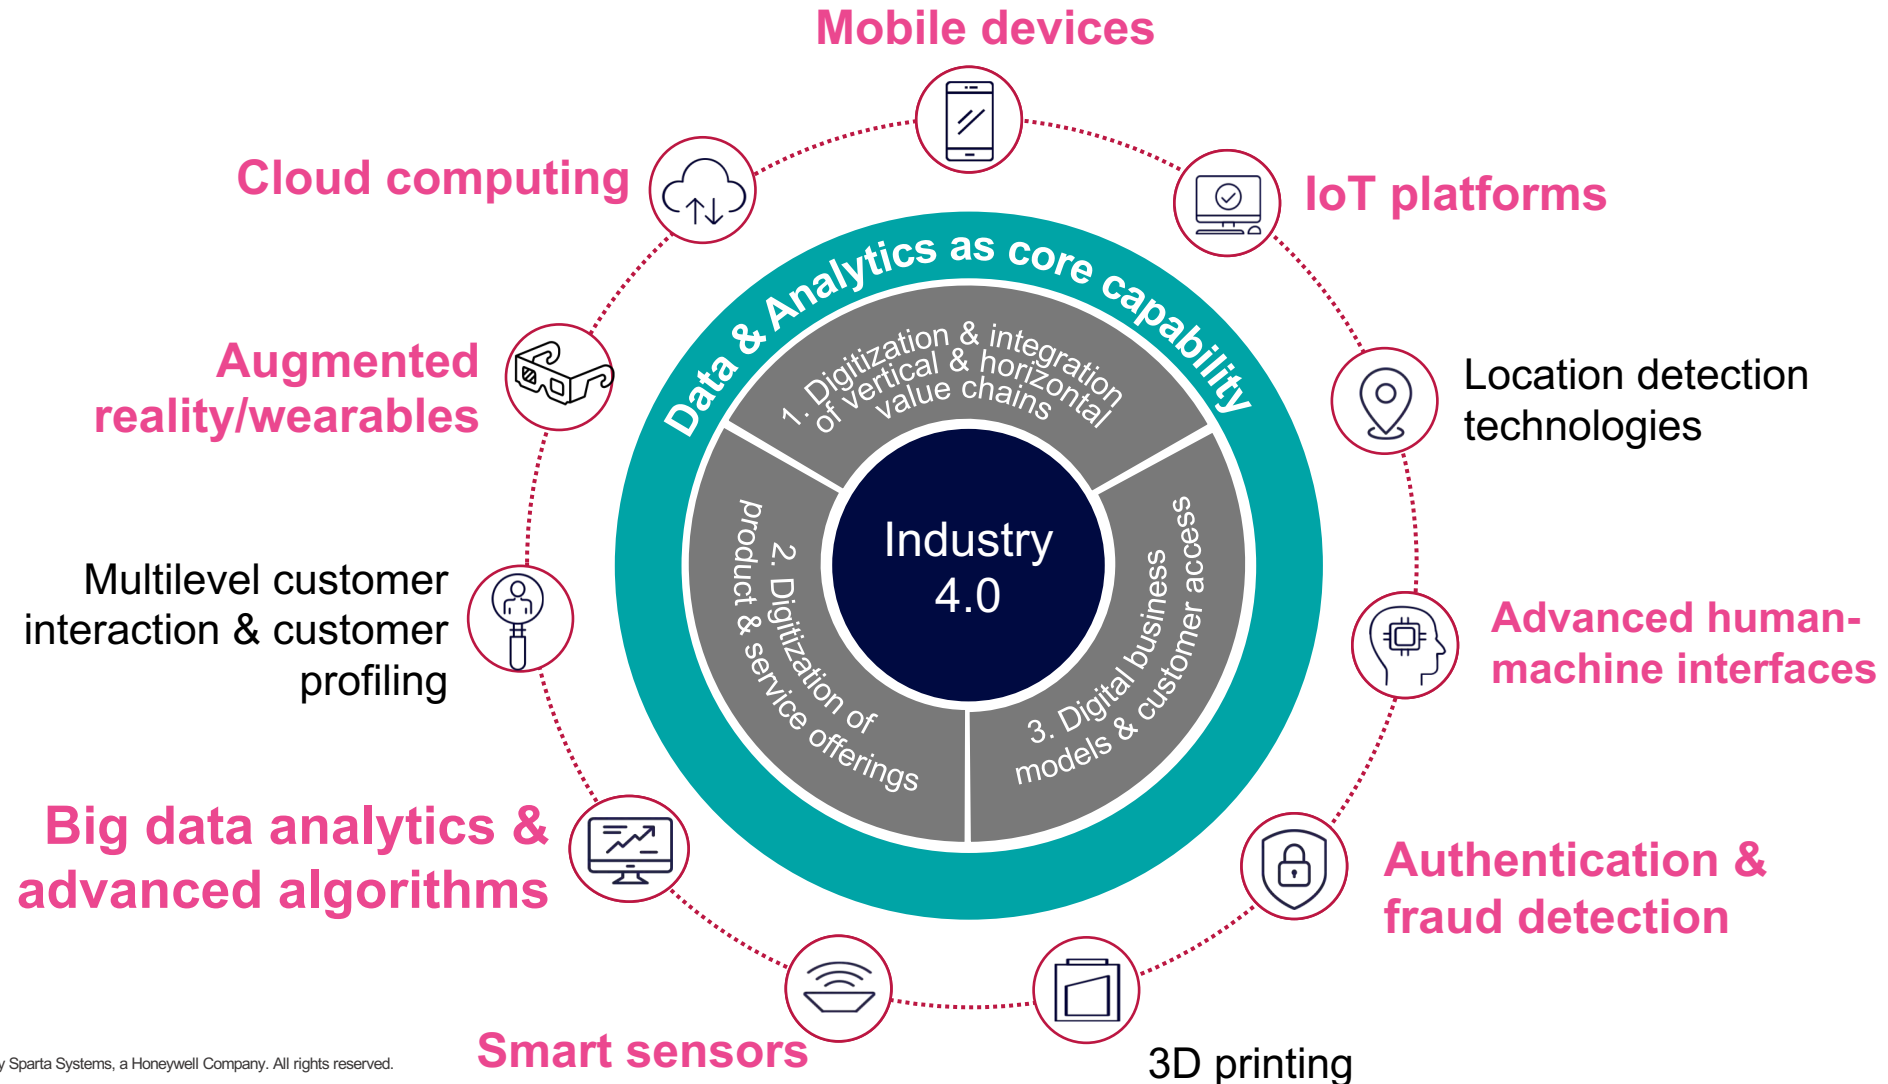 Mobile devices
Cloud computing
IoT platforms
Data & Analytics as core capability
1. Digitization & integration
of vertical & horizontal
value chains
Augmented
reality/wearables
Location detection
technologies
Industry
4.0
2. Digitization of
product & service offerings
3. Digital business
models & customer access
Multilevel customer
interaction & customer
profiling
Advanced human-
machine interfaces
Big data analytics &
advanced algorithms
Authentication &
fraud detection
Smart sensors
3D printing
y Sparta Systems, a Honeywell Company. All rights reserved.